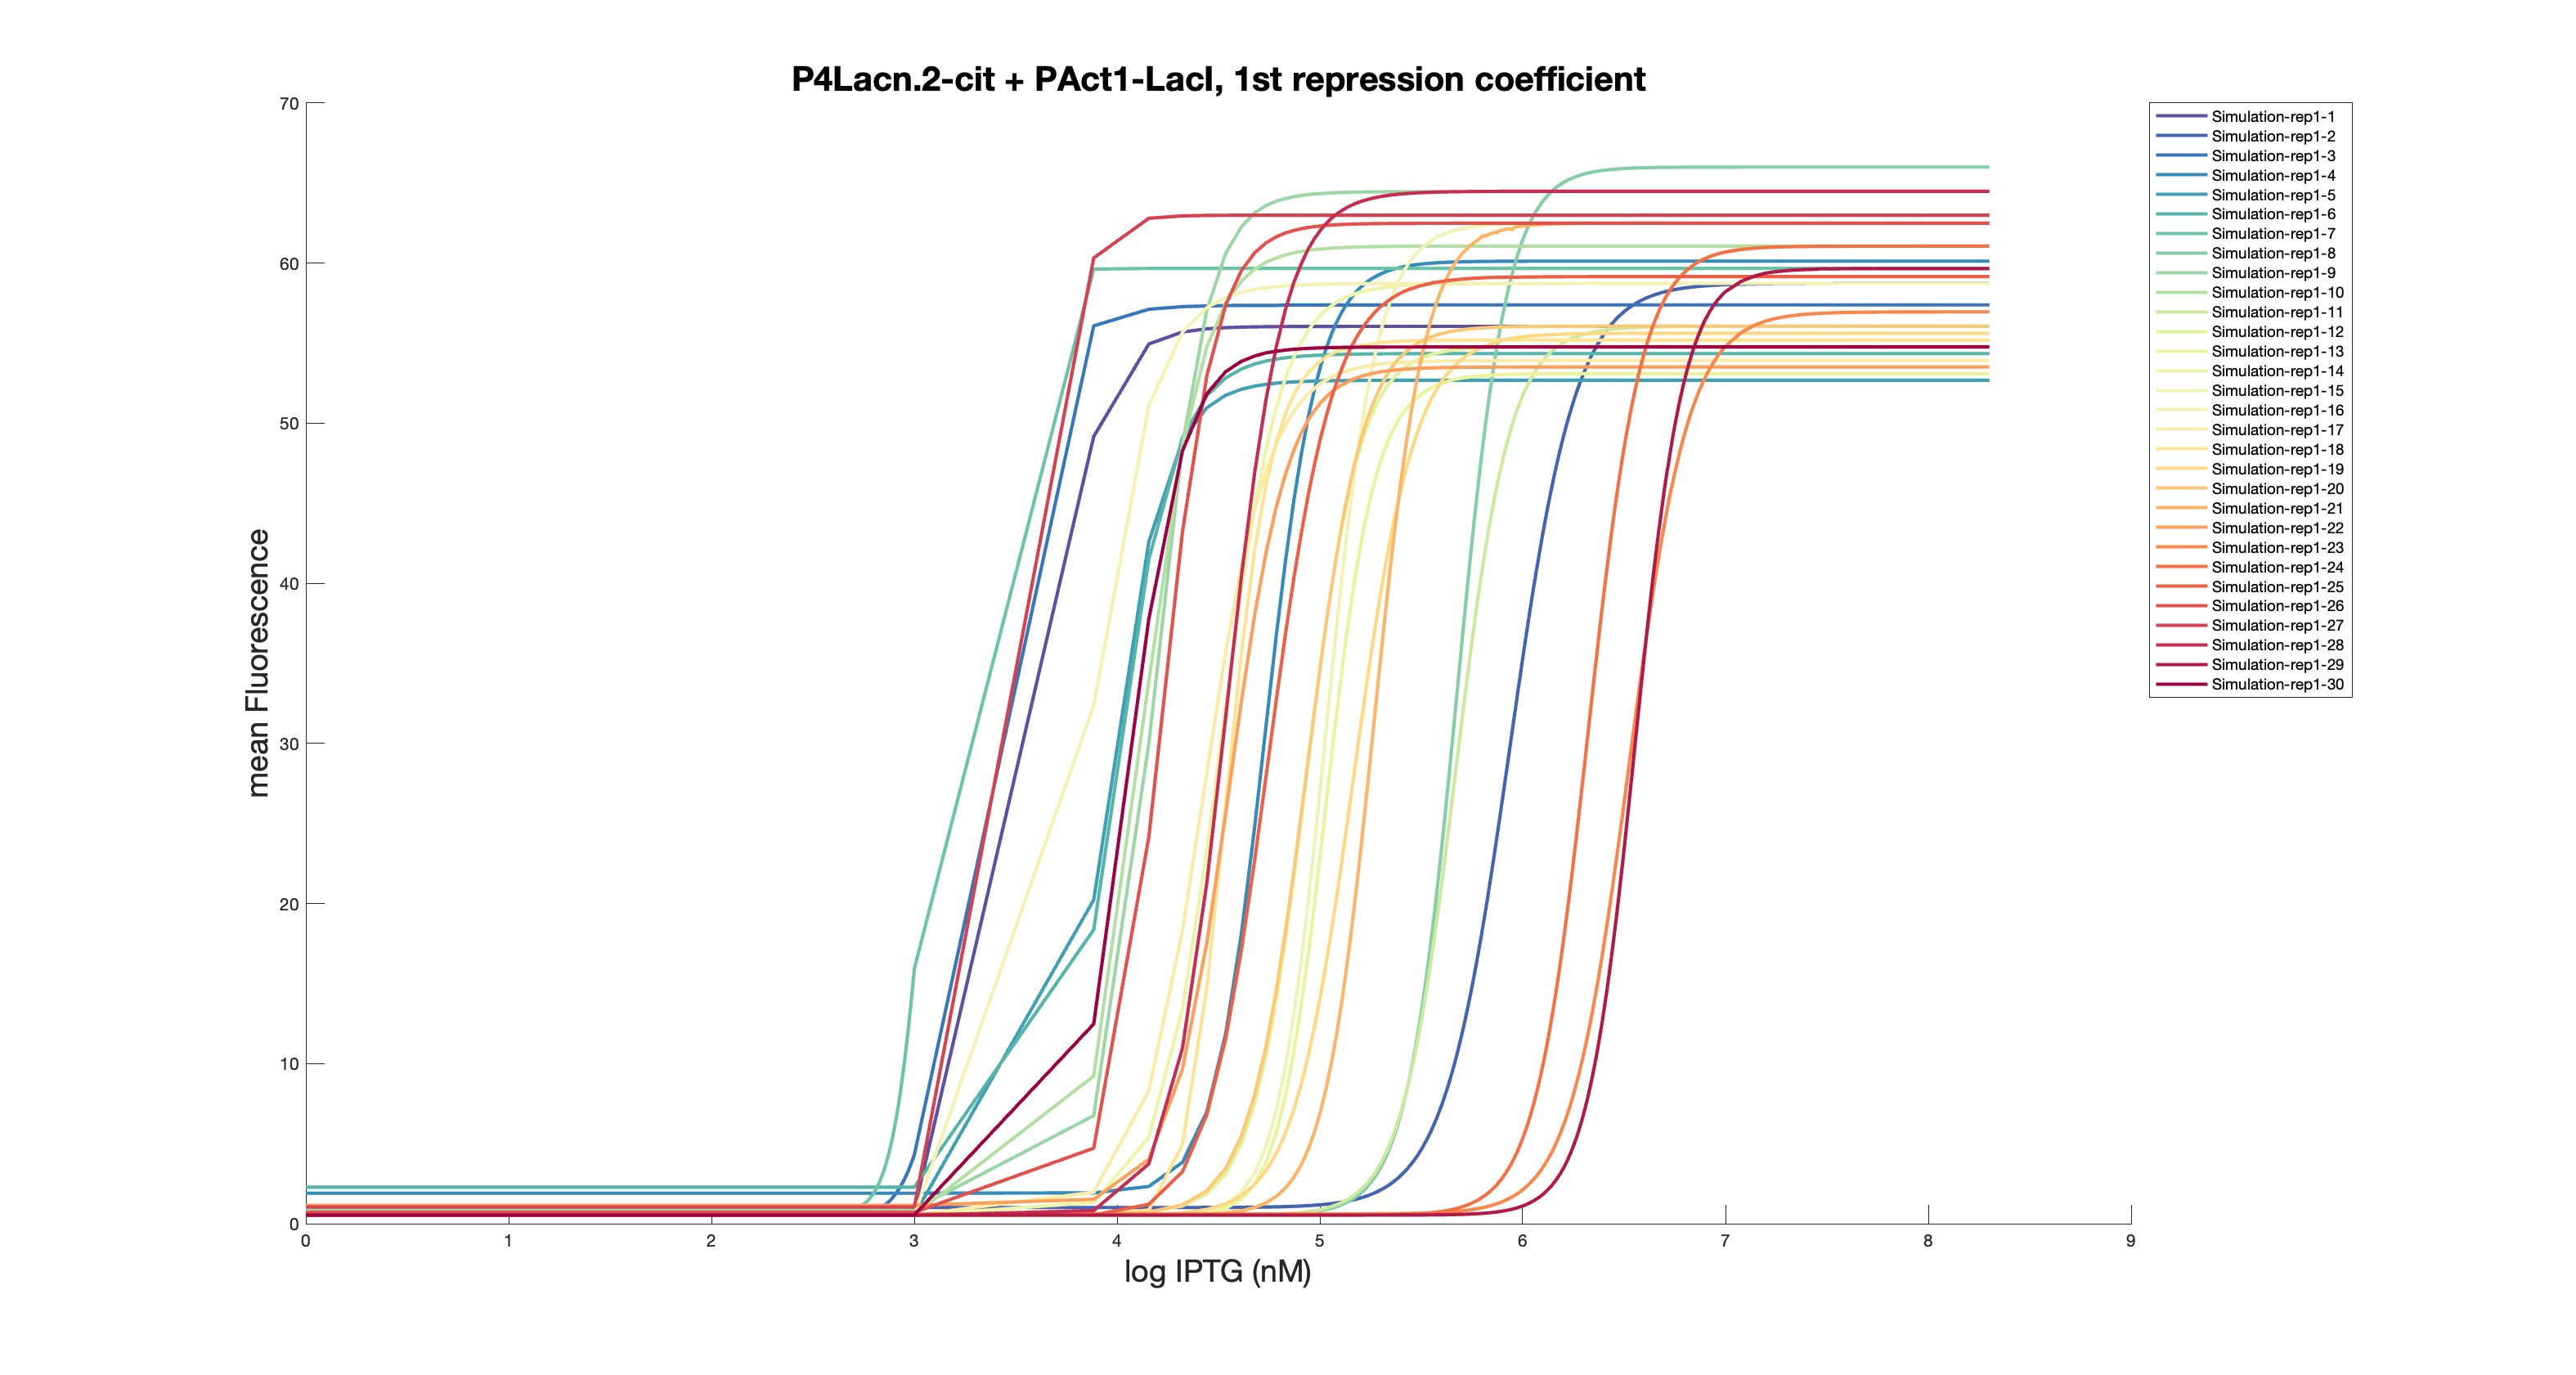 P4Lacn.2-cit + PAct1-LacI, 1st repression coefficient
70
60
50
40
30
20
10
0
mean Fluorescence
0 1 2 3 4 5 6 7 8 9
log IPTG (nM)
Simulation-rep1-1
Simulation-rep1-2
Simulation-rep1-3
Simulation-rep1-4
Simulation-rep1-5
Simulation-rep1-6
Simulation-rep1-7
Simulation-rep1-8
Simulation-rep1-9
Simulation-rep1-10
Simulation-rep1-11
Simulation-rep1-12
Simulation-rep1-13
Simulation-rep1-14
Simulation-rep1-15
Simulation-rep1-16
Simulation-rep1-17
Simulation-rep1-18
Simulation-rep1-19
Simulation-rep1-20
Simulation-rep1-21
Simulation-rep1-22
Simulation-rep1-23
Simulation-rep1-24
Simulation-rep1-25
Simulation-rep1-26
Simulation-rep1-27
Simulation-rep1-28
Simulation-rep1-29
Simulation-rep1-30